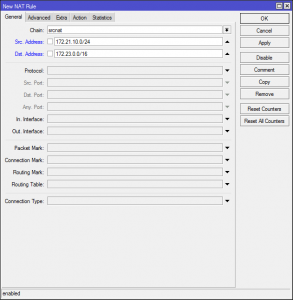 New NAT Rule
General Advanced Extra Action Statistics
Chain: srcnat
Src. Address: 172.21.10.0/24
Dst. Address: 172.23.0.0/16
Protocol:
Src. Port:
Dst. Port:
Any. Port:
In. Interface:
Out. Interface:
Packet Mark:
Connection Mark:
Routing Mark:
Routing Table:
Connection Type:
OK
Cancel
Apply
Disable
Comment
Copy
Remove
Reset Counters
Reset All Counters
enabled